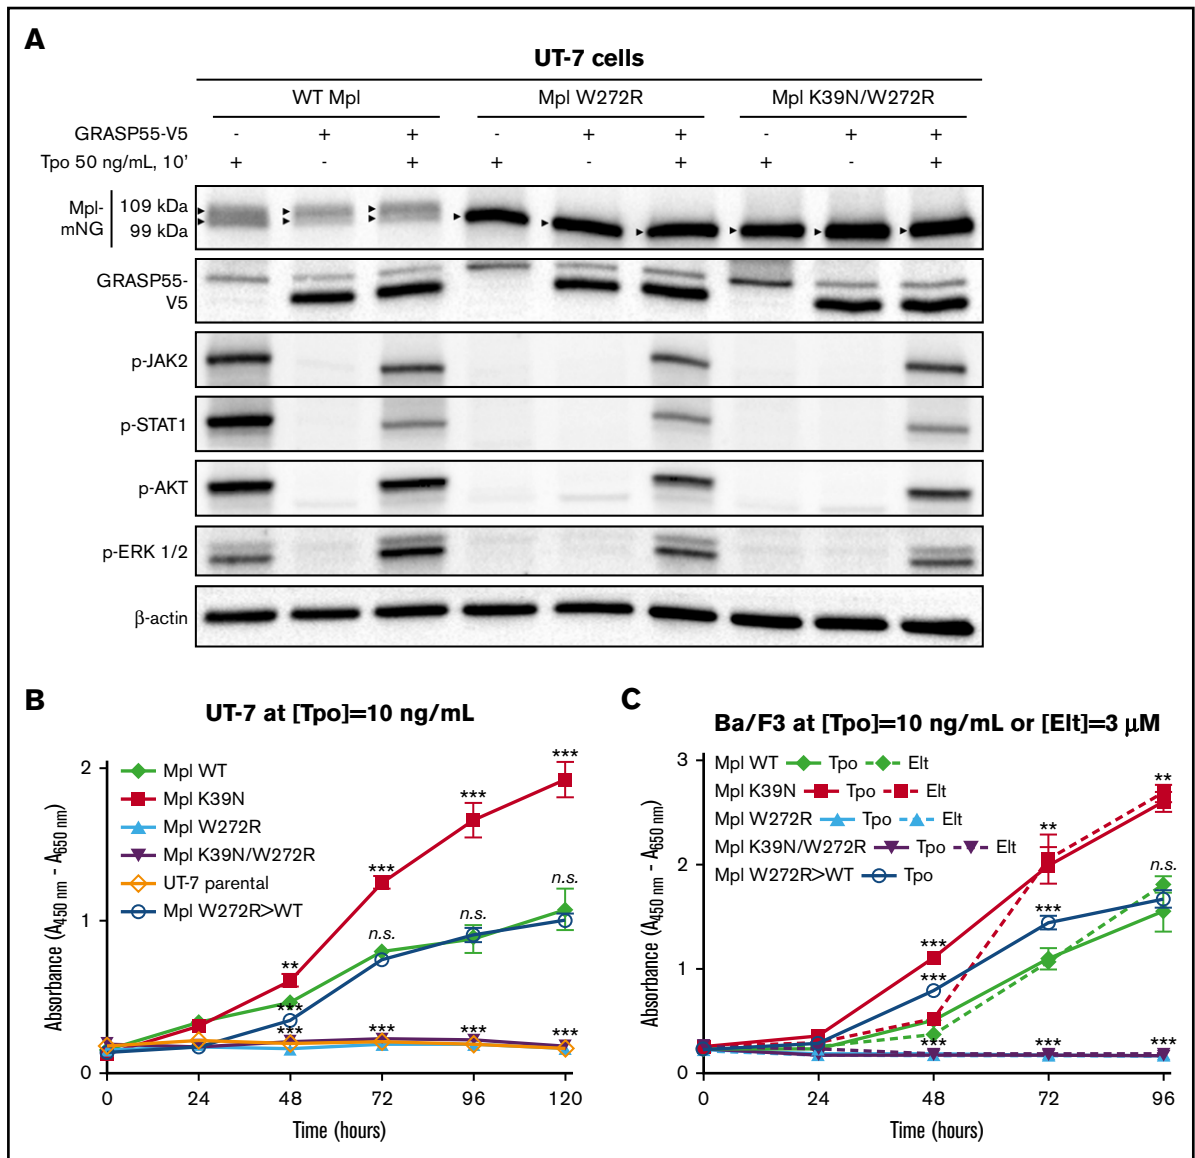 A
UT-7 cells
WT Mpl Mpl W272R Mpl K39N/W272R
GRASP55-V5 - + + - + + - + +
Tpo 50 ng/mL, 10' + - + + - + + - +
Mpl-mNG 109 kDa
99 kDa
GRASP55-V5
p-JAK2
p-STAT1
p-AKT
p-ERK 1/2
β-actin
B
UT-7 at [Tpo]=10 ng/mL
Absorbance (A450 nm - A650 nm)
2
1
0
Mpl WT
Mpl K39N
Mpl W272R
Mpl K39N/W272R
UT-7 parental
Mpl W272R>WT
** *** *** ***
n.s. n.s. n.s.
***
*** *** *** ***
0 24 48 72 96 120
Time (hours)
C
Ba/F3 at [Tpo]=10 ng/mL or [Elt]=3 μM
Absorbance (A450 nm - A650 nm)
3
2
1
0
Mpl WT Tpo Elt
Mpl K39N Tpo Elt
Mpl W272R Tpo Elt
Mpl K39N/W272R Tpo Elt
Mpl W272R>WT Tpo
*** ** **
*** *** n.s.
*** *** ***
0 24 48 72 96
Time (hours)